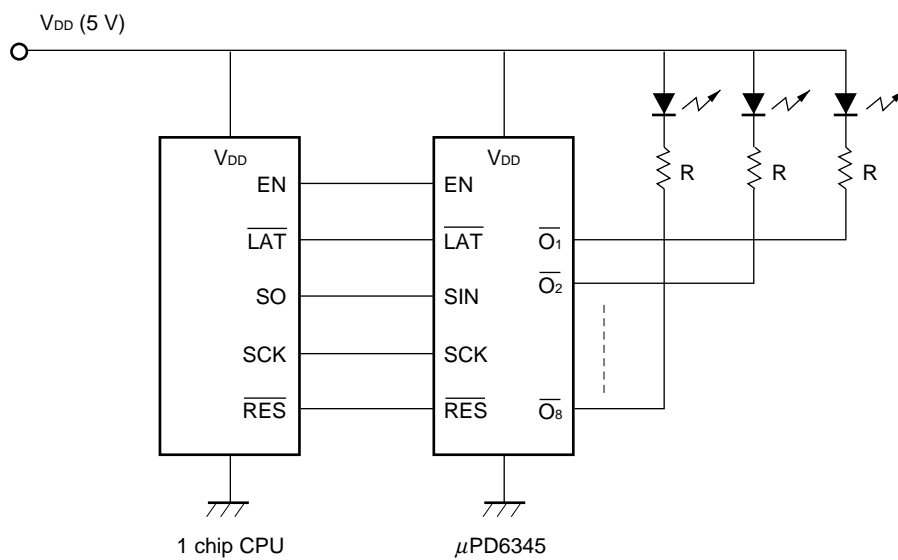 VDD (5 V)
VDD
EN
LAT
SO
SCK
RES
1 chip CPU
VDD
EN
LAT
SIN
SCK
RES
O1
O2
O8
μPD6345
R
R
R